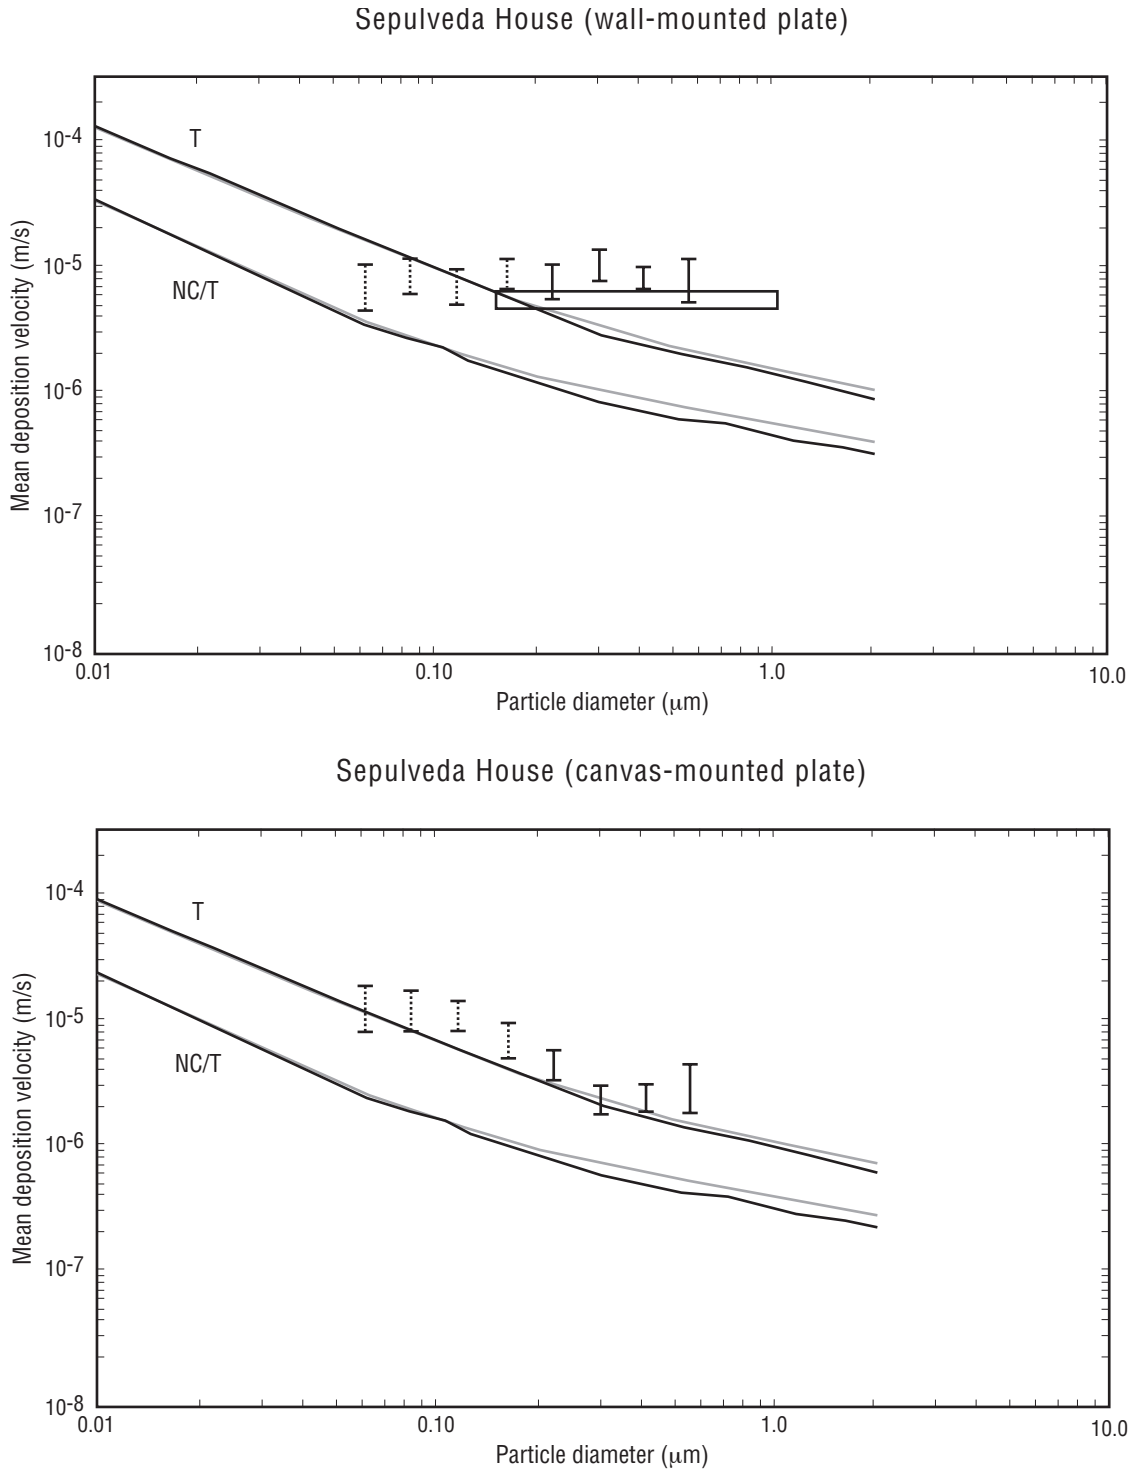 Sepulveda House (wall-mounted plate)
Mean deposition velocity (m/s)
10-4
10-5
10-6
10-7
10-8
T
NC/T
0.01 0.10 1.0 10.0
Particle diameter (μm)
Sepulveda House (canvas-mounted plate)
Mean deposition velocity (m/s)
10-4
10-5
10-6
10-7
10-8
T
NC/T
0.01 0.10 1.0 10.0
Particle diameter (μm)